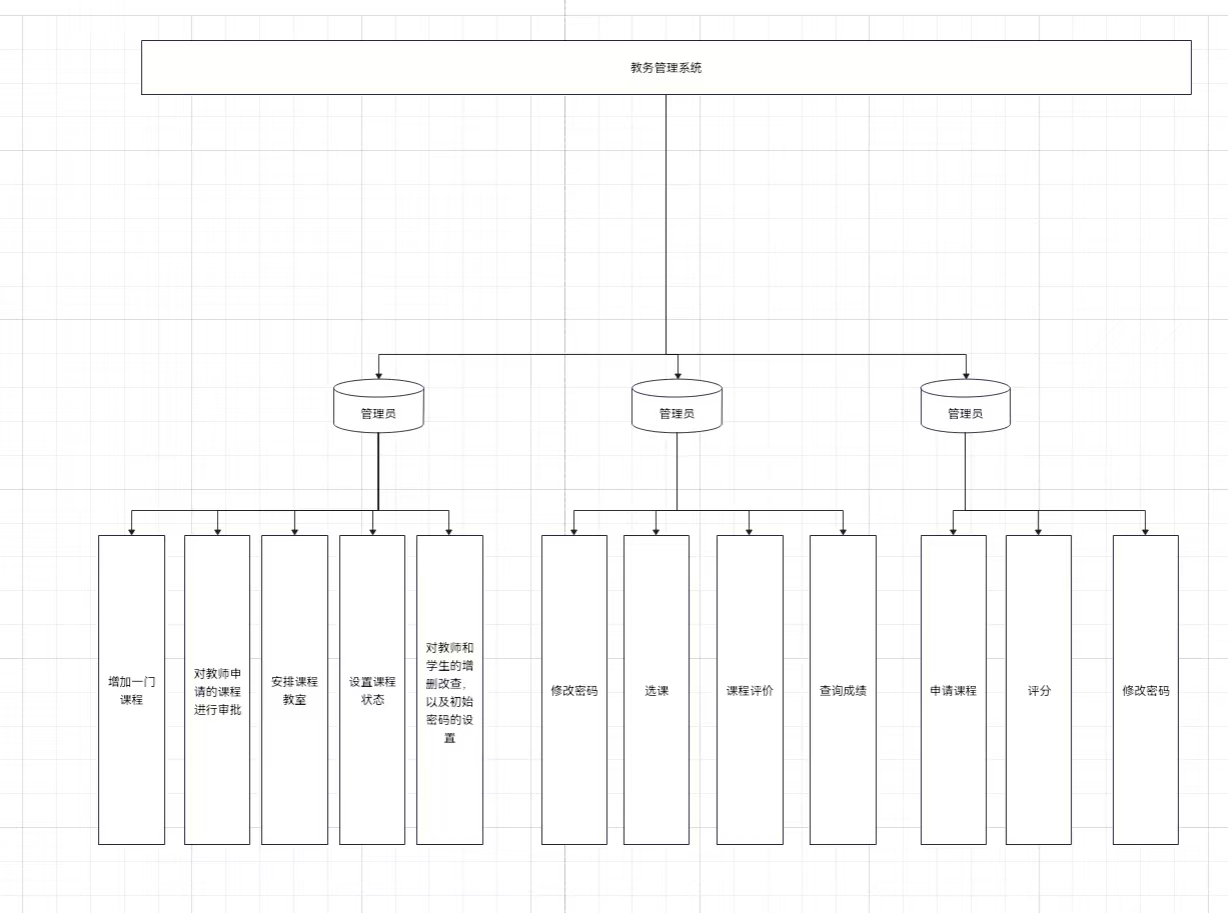 教务管理系统
管理员
管理员
管理员
增加一门
课程
对教师申
请的课程
进行审批
安排课程
教室
设置课程
状态
对教师和
学生的增
删改查，
以及初始
密码的设
置
修改密码
选课
课程评价
查询成绩
申请课程
评分
修改密码